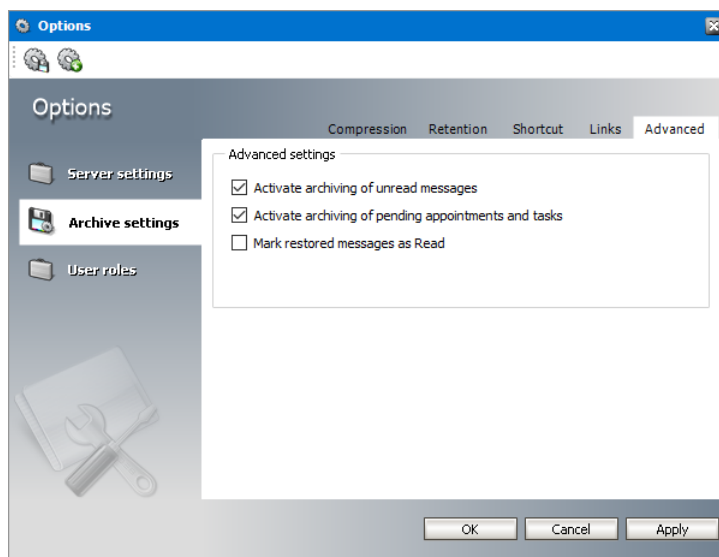 Options
Options
Compression Retention Shortcut Links Advanced
Server settings
Archive settings
User roles
Advanced settings
Activate archiving of unread messages
Activate archiving of pending appointments and tasks
Mark restored messages as Read
OK Cancel Apply